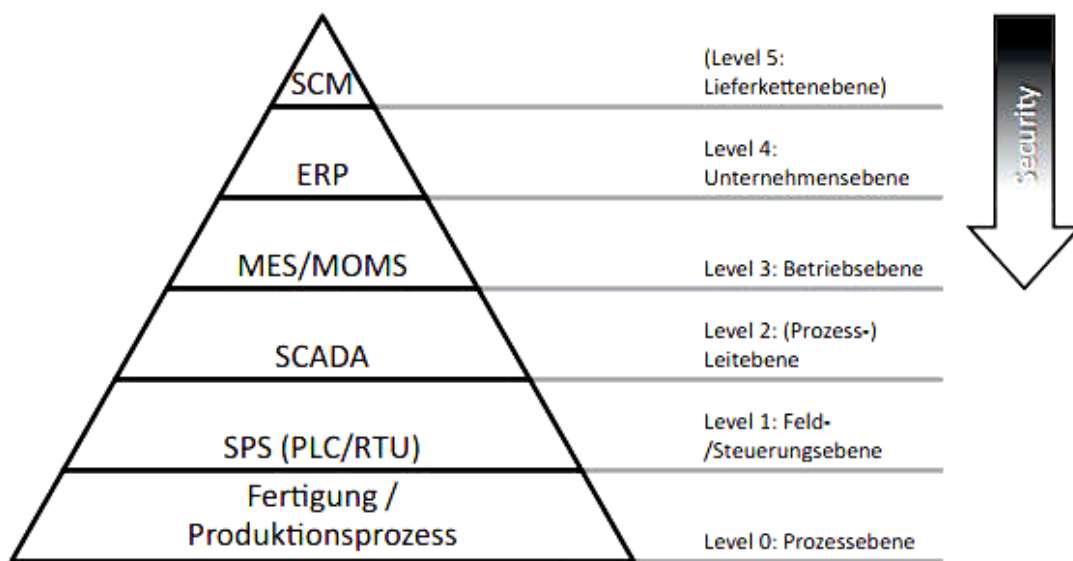 SCM
(Level 5:
Lieferkettenebene)
ERP
Level 4:
Unternehmensebene
MES/MOMS
Level 3: Betriebsebene
SCADA
Level 2: (Prozess-)
Leitebene
SPS (PLC/RTU)
Level 1: Feld-
/Steuerungsebene
Fertigung /
Produktionsprozess
Level 0: Prozessebene
Security